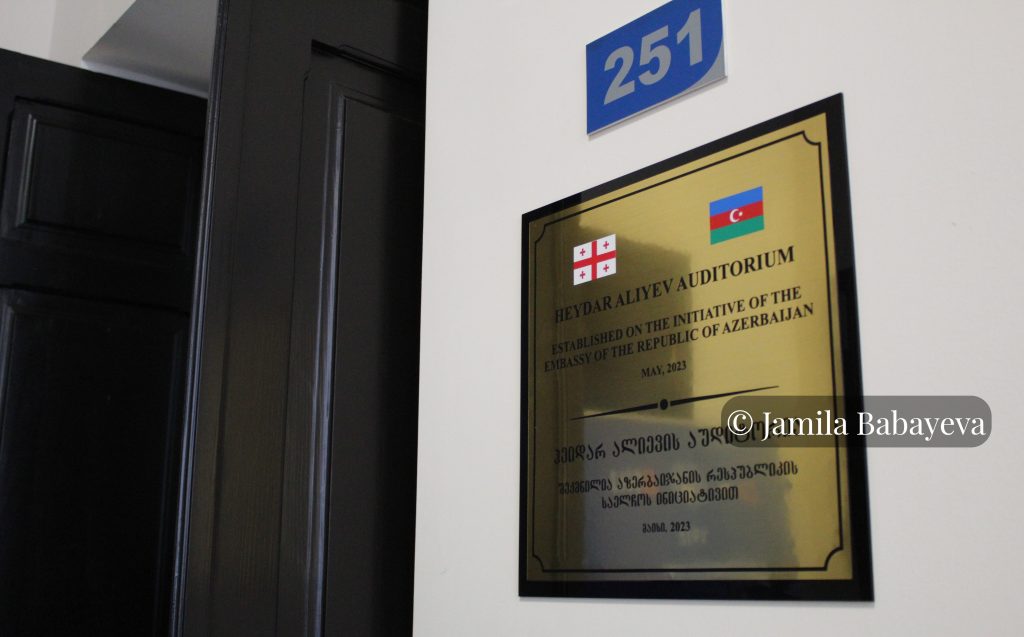 251
HEYDAR ALIYEV AUDITORIUM
ESTABLISHED ON THE INITIATIVE OF THE
EMBASSY OF THE REPUBLIC OF AZERBAIJAN
MAY, 2023
© Jamila Babayeva
ჰეიდარ ალიევის
შექმნილია აზერბაიჯანის რესპუბლიკის
საელჩოს ინიციატივით
მაისი, 2023